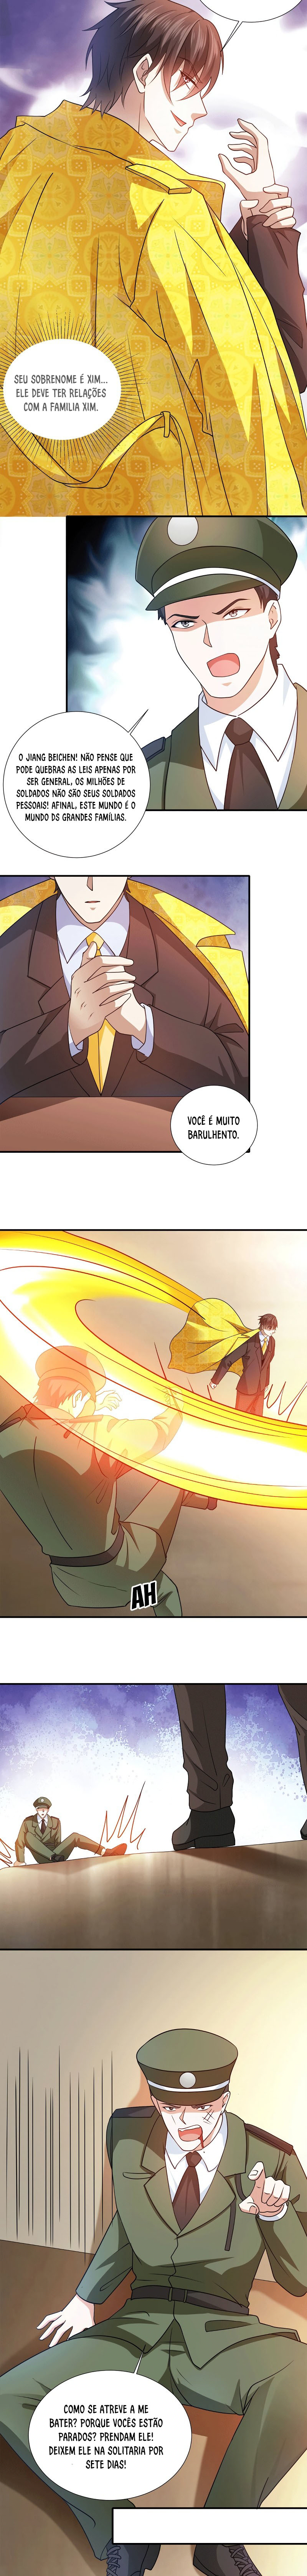 SEU SOBRENOME É XIM...
ELE DEVE TER RELAÇÕES
COM A FAMILIA XIM.
O JIANG BEICHEN! NÃO PENSE QUE
PODE QUEBRAS AS LEIS APENAS POR
SER GENERAL, OS MILHÕES DE
SOLDADOS NÃO SÃO SEUS SOLDADOS
PESSOAIS! AFINAL, ESTE MUNDO É O
MUNDO DS GRANDES FAMÍLIAS.
VOCÊ É MUITO
BARULHENTO.
AH
COMO SE ATREVE A ME
BATER? PORQUE VOCÊS ESTÃO
PARADOS? PRENDAM ELE!
DEIXEM ELE NA SOLITARIA POR
SETE DIAS!